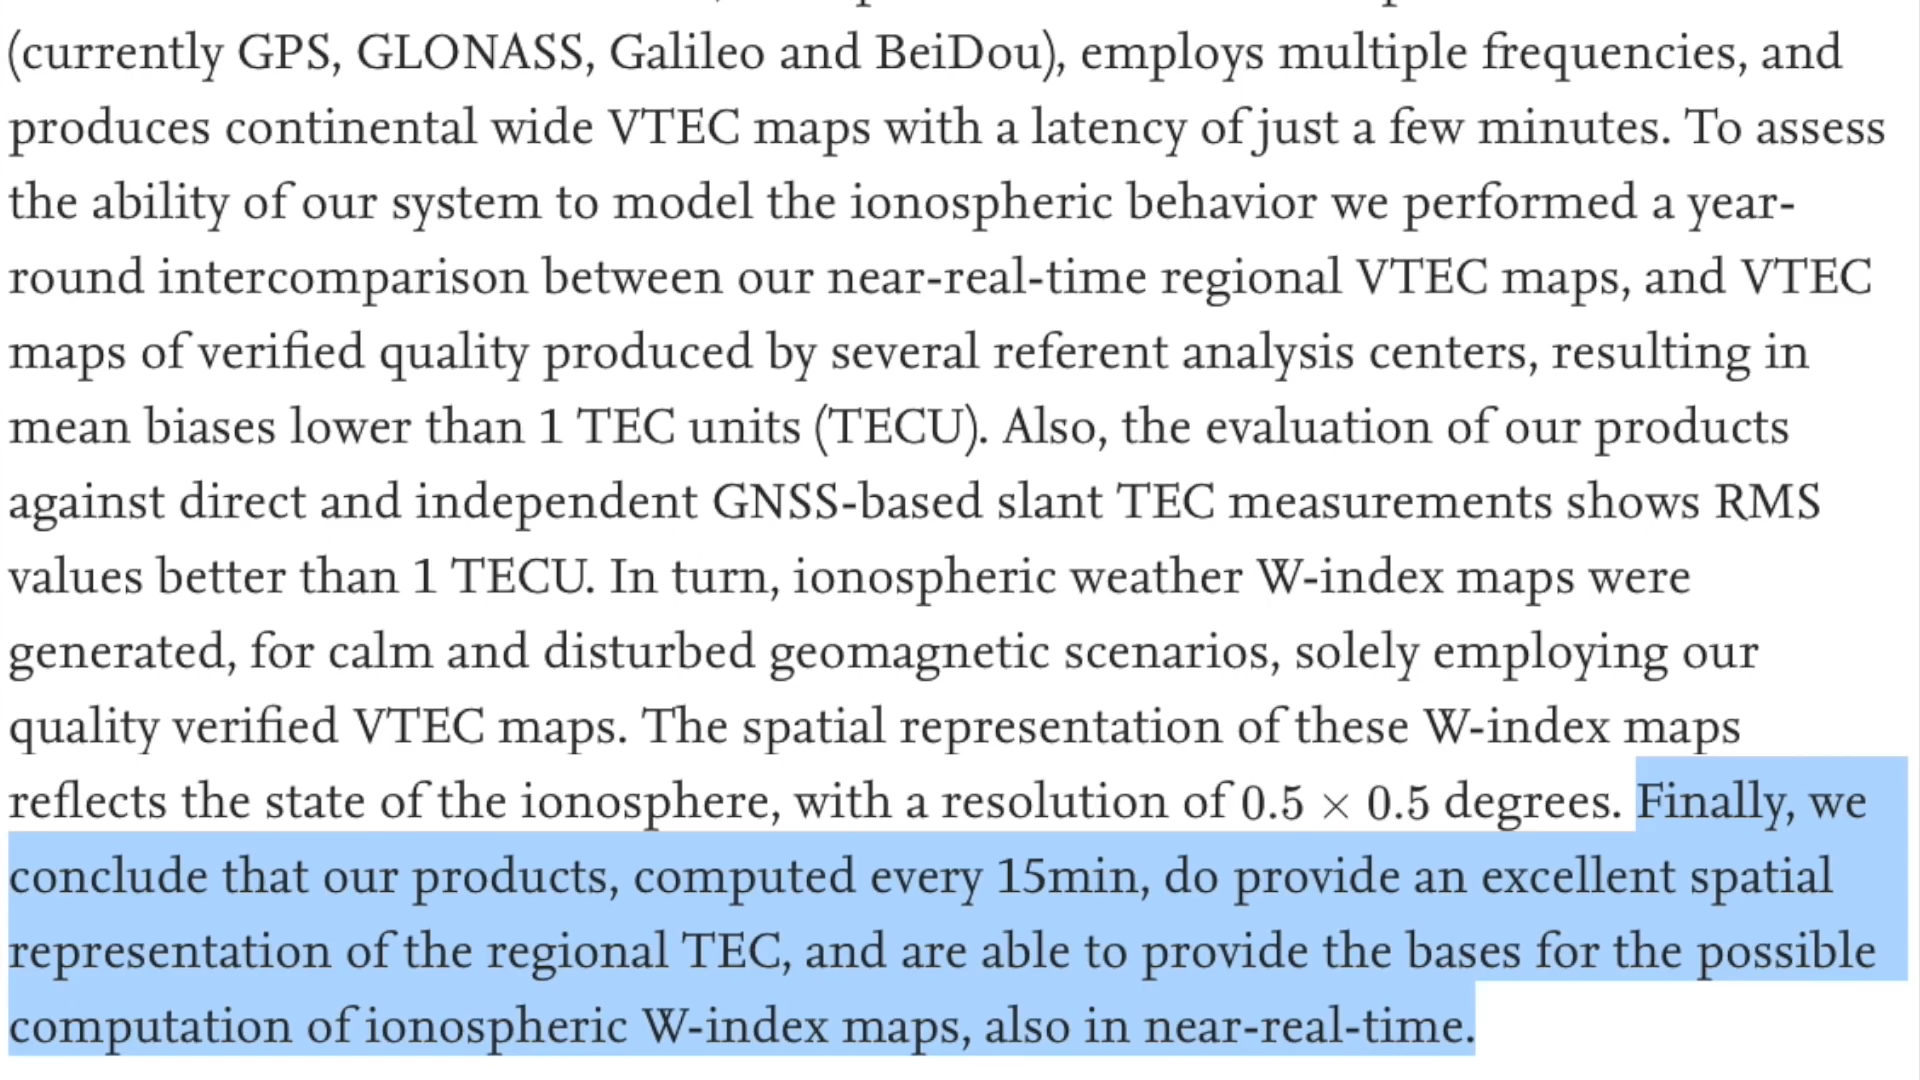 (currently GPS, GLONASS, Galileo and BeiDou), employs multiple frequencies, and
produces continental wide VTEC maps with a latency of just a few minutes. To assess
the ability of our system to model the ionospheric behavior we performed a year-
round intercomparison between our near-real-time regional VTEC maps, and VTEC
maps of verified quality produced by several referent analysis centers, resulting in
mean biases lower than 1 TEC units (TECU). Also, the evaluation of our products
against direct and independent GNSS-based slant TEC measurements shows RMS
values better than 1 TECU. In turn, ionospheric weather W-index maps were
generated, for calm and disturbed geomagnetic scenarios, solely employing our
quality verified VTEC maps. The spatial representation of these W-index maps
reflects the state of the ionosphere, with a resolution of 0.5 × 0.5 degrees. Finally, we
conclude that our products, computed every 15min, do provide an excellent spatial
representation of the regional TEC, and are able to provide the bases for the possible
computation of ionospheric W-index maps, also in near-real-time.